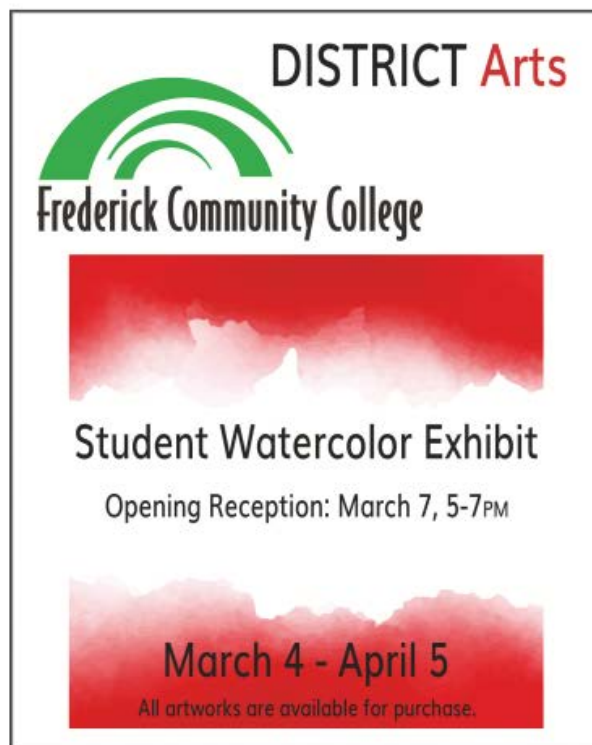 DISTRICT Arts
Frederick Community College
Student Watercolor Exhibit
Opening Reception: March 7, 5-7PM
March 4 - April 5
All artworks are available for purchase.